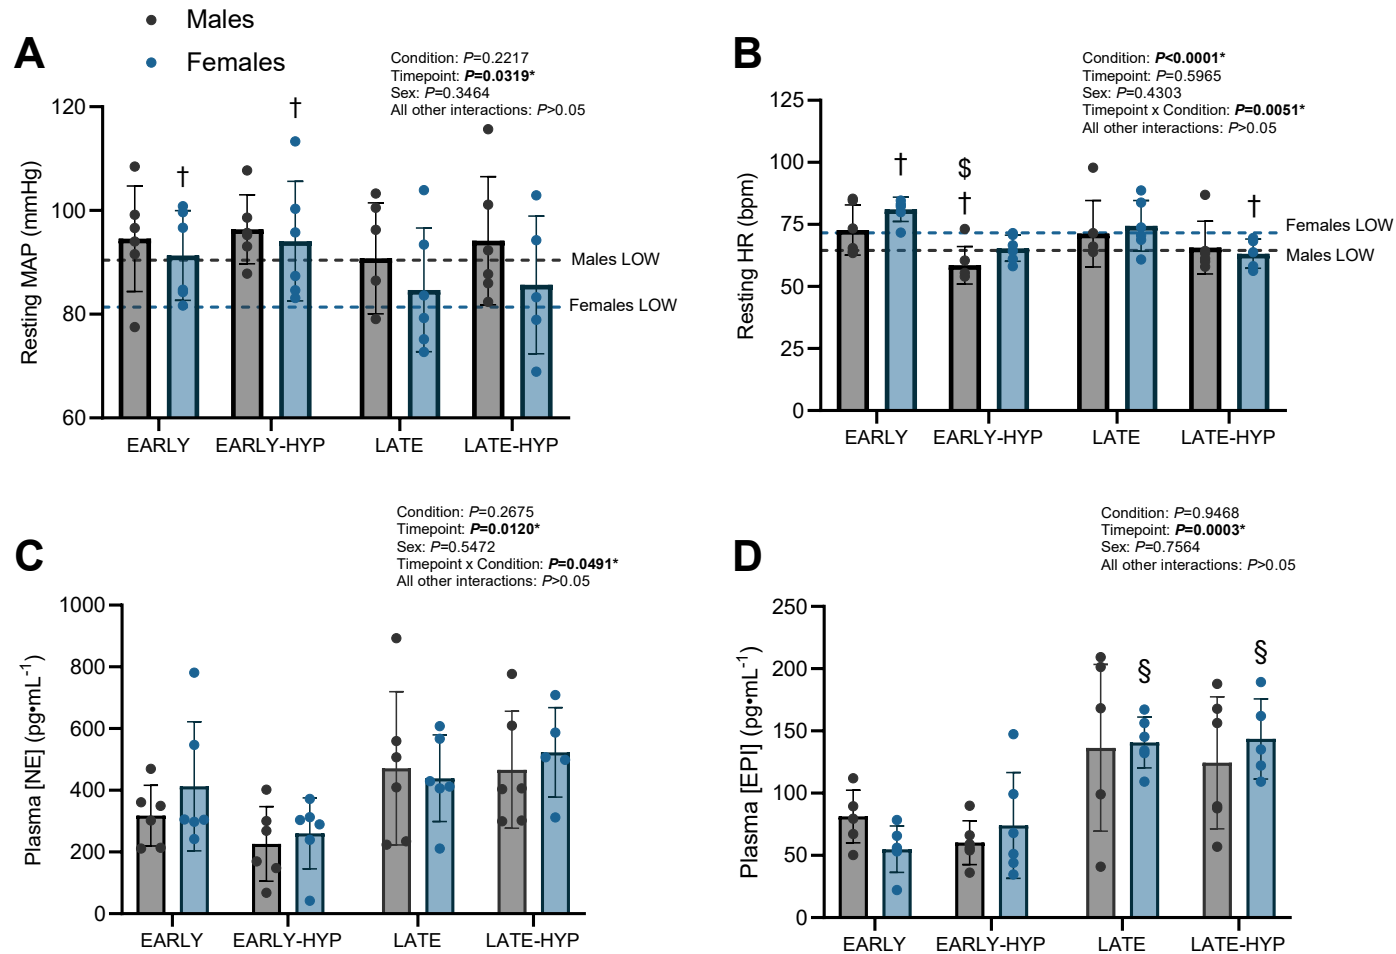 Males
Females
A
Condition: P=0.2217
Timepoint: P=0.0319*
Sex: P=0.3464
All other interactions: P>0.05
Resting MAP (mmHg)
120
100
80
60
†
†
Males LOW
Females LOW
EARLY
EARLY-HYP
LATE
LATE-HYP
B
Condition: P<0.0001*
Timepoint: P=0.5965
Sex: P=0.4303
Timepoint x Condition: P=0.0051*
All other interactions: P>0.05
Resting HR (bpm)
125
100
75
50
25
0
†
$
†
†
Females LOW
Males LOW
EARLY
EARLY-HYP
LATE
LATE-HYP
C
Condition: P=0.2675
Timepoint: P=0.0120*
Sex: P=0.5472
Timepoint x Condition: P=0.0491*
All other interactions: P>0.05
Plasma [NE] (pg•mL-1)
1000
800
600
400
200
0
EARLY
EARLY-HYP
LATE
LATE-HYP
D
Condition: P=0.9468
Timepoint: P=0.0003*
Sex: P=0.7564
All other interactions: P>0.05
Plasma [EPI] (pg•mL-1)
250
200
150
100
50
0
§
§
EARLY
EARLY-HYP
LATE
LATE-HYP